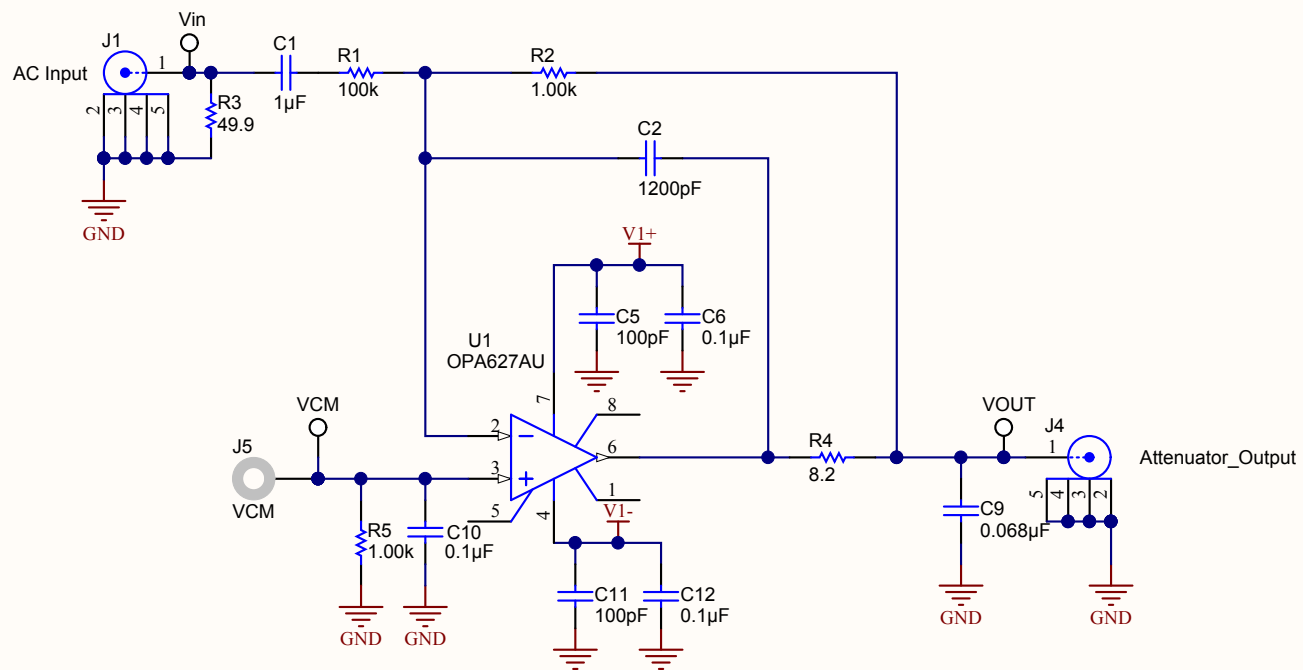 Vin
J1
1
AC Input
2
3
4
5
R3
49.9
GND
C1
1µF
R1
100k
R2
1.00k
C2
1200pF
V1+
C5
100pF
C6
0.1µF
U1
OPA627AU
7
8
2
6
3
1
5
4
VCM
J5
VCM
R5
1.00k
C10
0.1µF
GND
GND
V1-
C11
100pF
C12
0.1µF
R4
8.2
VOUT
J4
1
Attenuator_Output
5
4
3
2
C9
0.068µF
GND
GND